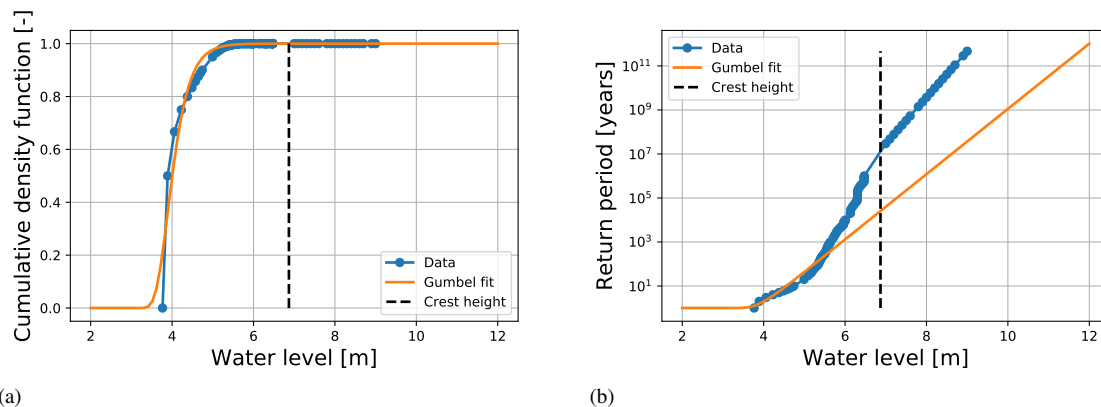 Cumulative density function [-]
1.0
0.8
0.6
0.4
0.2
0.0
Data
Gumbel fit
Crest height
2 4 6 8 10 12
Water level [m]
(a)
Return period [years]
10^11
10^9
10^7
10^5
10^3
10^1
Data
Gumbel fit
Crest height
2 4 6 8 10 12
Water level [m]
(b)